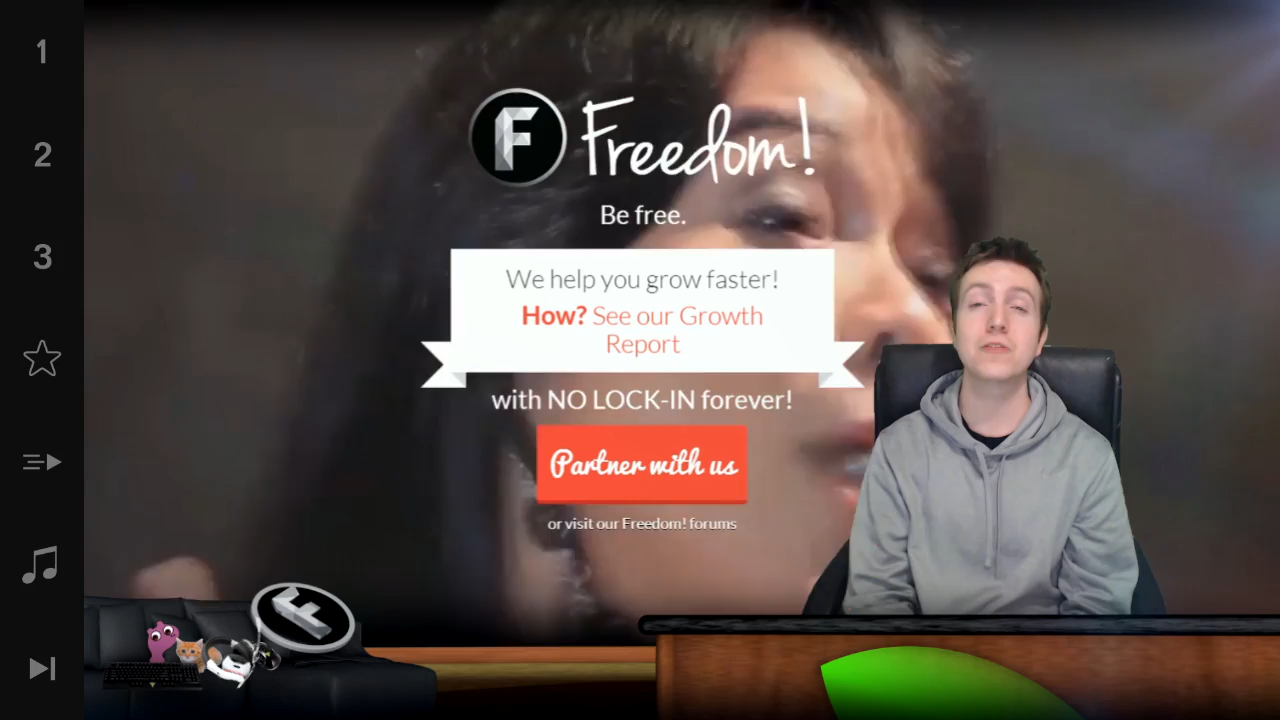 1
2
3
F Freedom!
Be free.
We help you grow faster!
How? See our Growth
Report
with NO LOCK-IN forever!
Partner with us
or visit our Freedom! forums
F